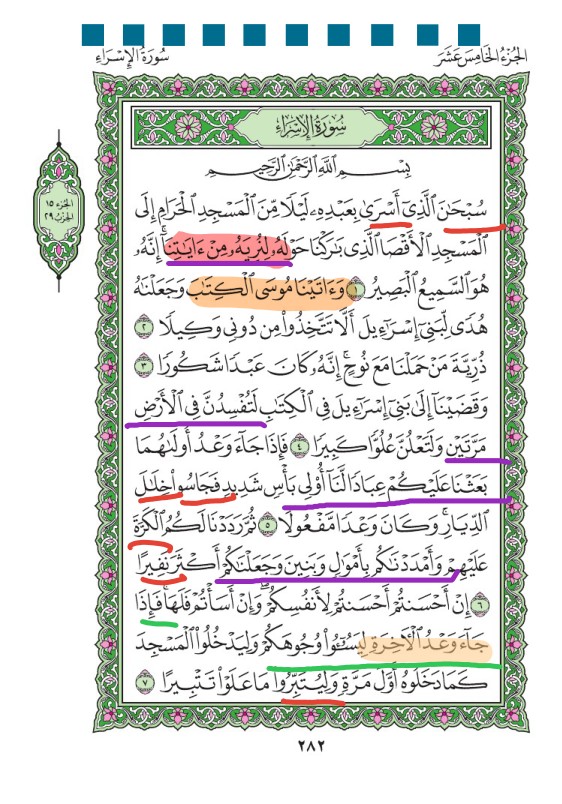 الجُزْءُ الخَامِسَ عَشَرَ
سُورَةُ الإِسْرَاءِ
سُورَةُ الإِسْرَاءِ
الجزء ١٥
الحزب ٢٩
بِسْمِ اللَّهِ الرَّحْمَٰنِ الرَّحِيمِ
سُبْحَٰنَ ٱلَّذِىٓ أَسْرَىٰ بِعَبْدِهِۦ لَيْلًا مِّنَ ٱلْمَسْجِدِ ٱلْحَرَامِ إِلَى
ٱلْمَسْجِدِ ٱلْأَقْصَا ٱلَّذِى بَٰرَكْنَا حَوْلَهُۥ لِنُرِيَهُۥ مِنْ ءَايَٰتِنَآ ۚ إِنَّهُۥ
هُوَ ٱلسَّمِيعُ ٱلْبَصِيرُ ١ وَءَاتَيْنَا مُوسَى ٱلْكِتَٰبَ وَجَعَلْنَٰهُ
هُدًى لِّبَنِىٓ إِسْرَٰٓءِيلَ أَلَّا تَتَّخِذُوا۟ مِن دُونِى وَكِيلًا ٢
ذُرِّيَّةَ مَنْ حَمَلْنَا مَعَ نُوحٍ ۚ إِنَّهُۥ كَانَ عَبْدًا شَكُورًا ٣
وَقَضَيْنَآ إِلَىٰ بَنِىٓ إِسْرَٰٓءِيلَ فِى ٱلْكِتَٰبِ لَتُفْسِدُنَّ فِى ٱلْأَرْضِ
مَرَّتَيْنِ وَلَتَعْلُنَّ عُلُوًّا كَبِيرًا ٤ فَإِذَا جَآءَ وَعْدُ أُولَىٰهُمَا
بَعَثْنَا عَلَيْكُمْ عِبَادًا لَّنَآ أُو۟لِى بَأْسٍ شَدِيدٍ فَجَاسُوا۟ خِلَٰلَ
ٱلدِّيَارِ ۚ وَكَانَ وَعْدًا مَّفْعُولًا ٥ ثُمَّ رَدَدْنَا لَكُمُ ٱلْكَرَّةَ
عَلَيْهِمْ وَأَمْدَدْنَٰكُم بِأَمْوَٰلٍ وَبَنِينَ وَجَعَلْنَٰكُمْ أَكْثَرَ نَفِيرًا
٦ إِنْ أَحْسَنتُمْ أَحْسَنتُمْ لِأَنفُسِكُمْ ۖ وَإِنْ أَسَأْتُمْ فَلَهَا ۚ فَإِذَا
جَآءَ وَعْدُ ٱلْءَاخِرَةِ لِيَسُۥٓـُٔوا۟ وُجُوهَكُمْ وَلِيَدْخُلُوا۟ ٱلْمَسْجِدَ
كَمَا دَخَلُوهُ أَوَّلَ مَرَّةٍ وَلِيُتَبِّرُوا۟ مَا عَلَوْا۟ تَتْبِيرًا ٧
٢٨٢